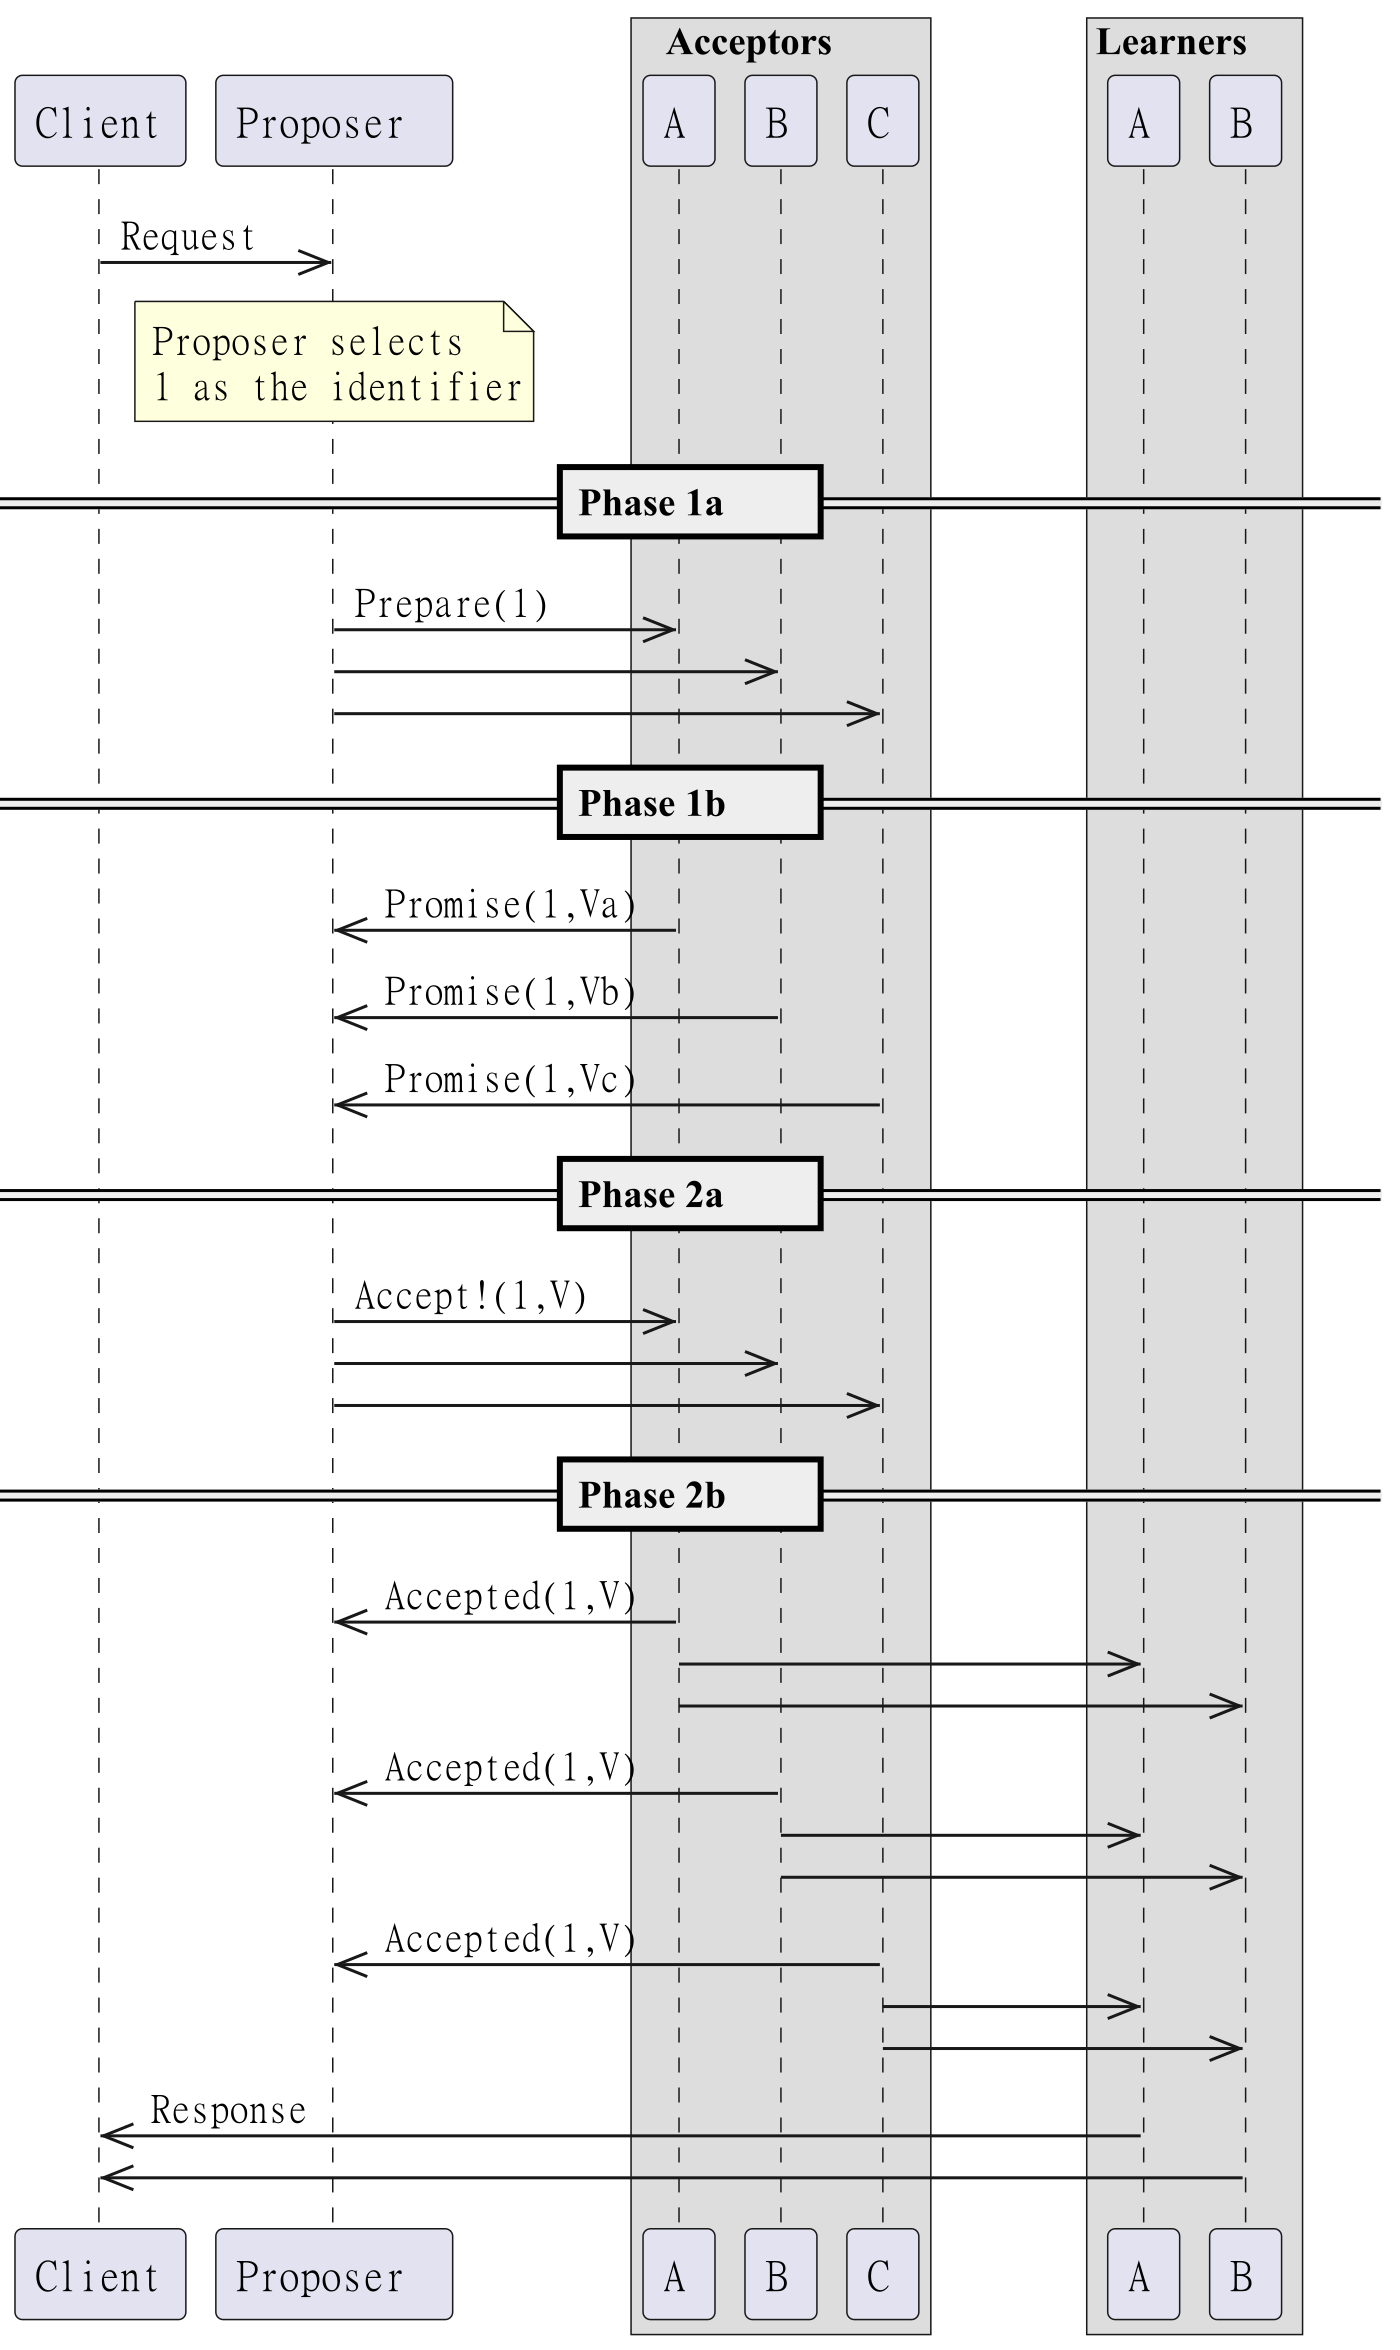 Acceptors
Learners
Client
Proposer
A
B
C
A
B
Request
Proposer selects
1 as the identifier
Phase 1a
Prepare(1)
Phase 1b
Promise(1,Va)
Promise(1,Vb)
Promise(1,Vc)
Phase 2a
Accept!(1,V)
Phase 2b
Accepted(1,V)
Accepted(1,V)
Accepted(1,V)
Response
Client
Proposer
A
B
C
A
B